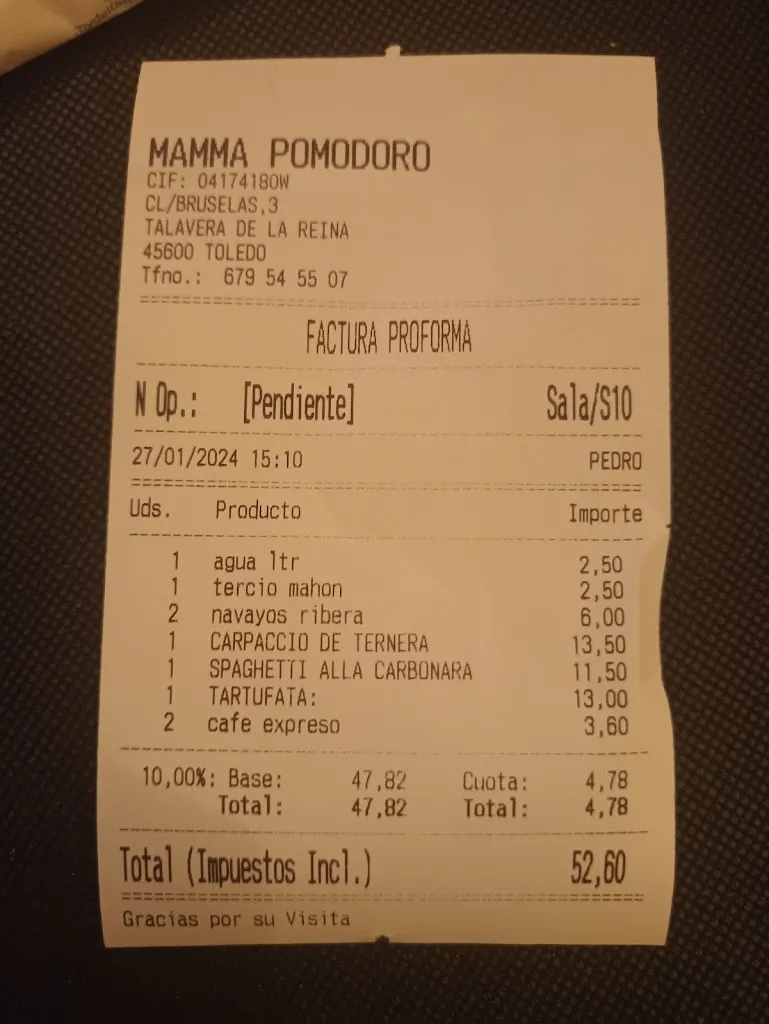 MAMMA POMODORO
CIF: 04174180W
CL/BRUSELAS,3
TALAVERA DE LA REINA
45600 TOLEDO
Tfno.: 679 54 55 07
FACTURA PROFORMA
N Op.: [Pendiente] Sala/S10
27/01/2024 15:10 PEDRO
Uds. Producto Importe
1 agua ltr 2,50
1 tercio mahon 2,50
2 navayos ribera 6,00
1 CARPACCIO DE TERNERA 13,50
1 SPAGHETTI ALLA CARBONARA 11,50
1 TARTUFATA: 13,00
2 cafe expreso 3,60
10,00%: Base: 47,82 Cuota: 4,78
Total: 47,82 Total: 4,78
Total (Impuestos Incl.) 52,60
Gracias por su Visita